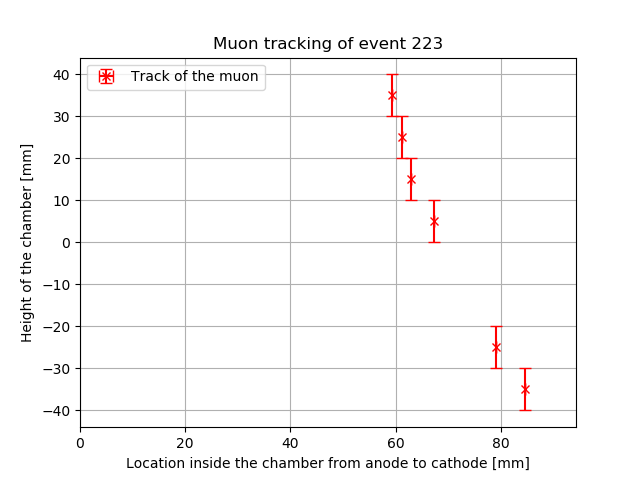 Muon tracking of event 223
Track of the muon
40
30
20
10
0
−10
−20
−30
−40
Height of the chamber [mm]
0 20 40 60 80
Location inside the chamber from anode to cathode [mm]